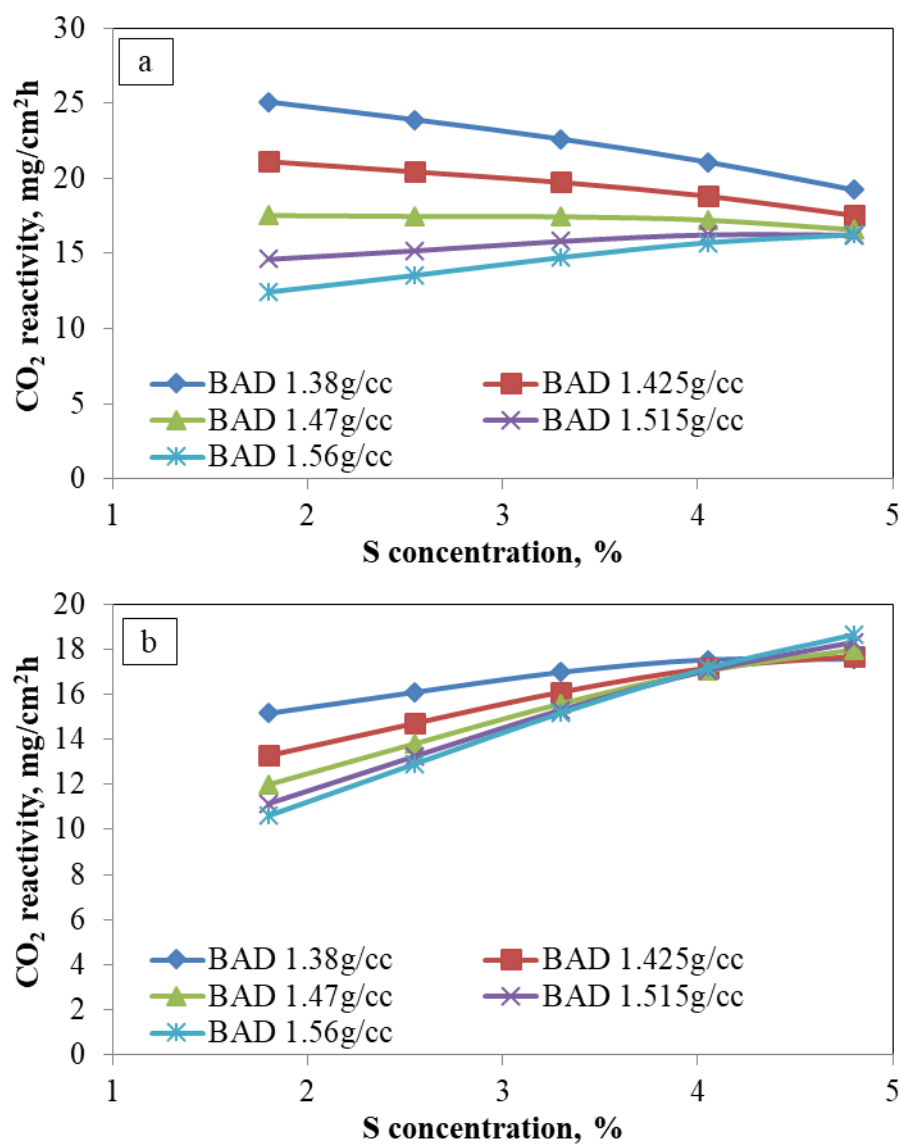 a
30
25
20
15
10
5
0
CO₂ reactivity, mg/cm²h
BAD 1.38g/cc BAD 1.425g/cc
BAD 1.47g/cc BAD 1.515g/cc
BAD 1.56g/cc
1 2 3 4 5
S concentration, %
b
20
18
16
14
12
10
8
6
4
2
0
CO₂ reactivity, mg/cm²h
BAD 1.38g/cc BAD 1.425g/cc
BAD 1.47g/cc BAD 1.515g/cc
BAD 1.56g/cc
1 2 3 4 5
S concentration, %